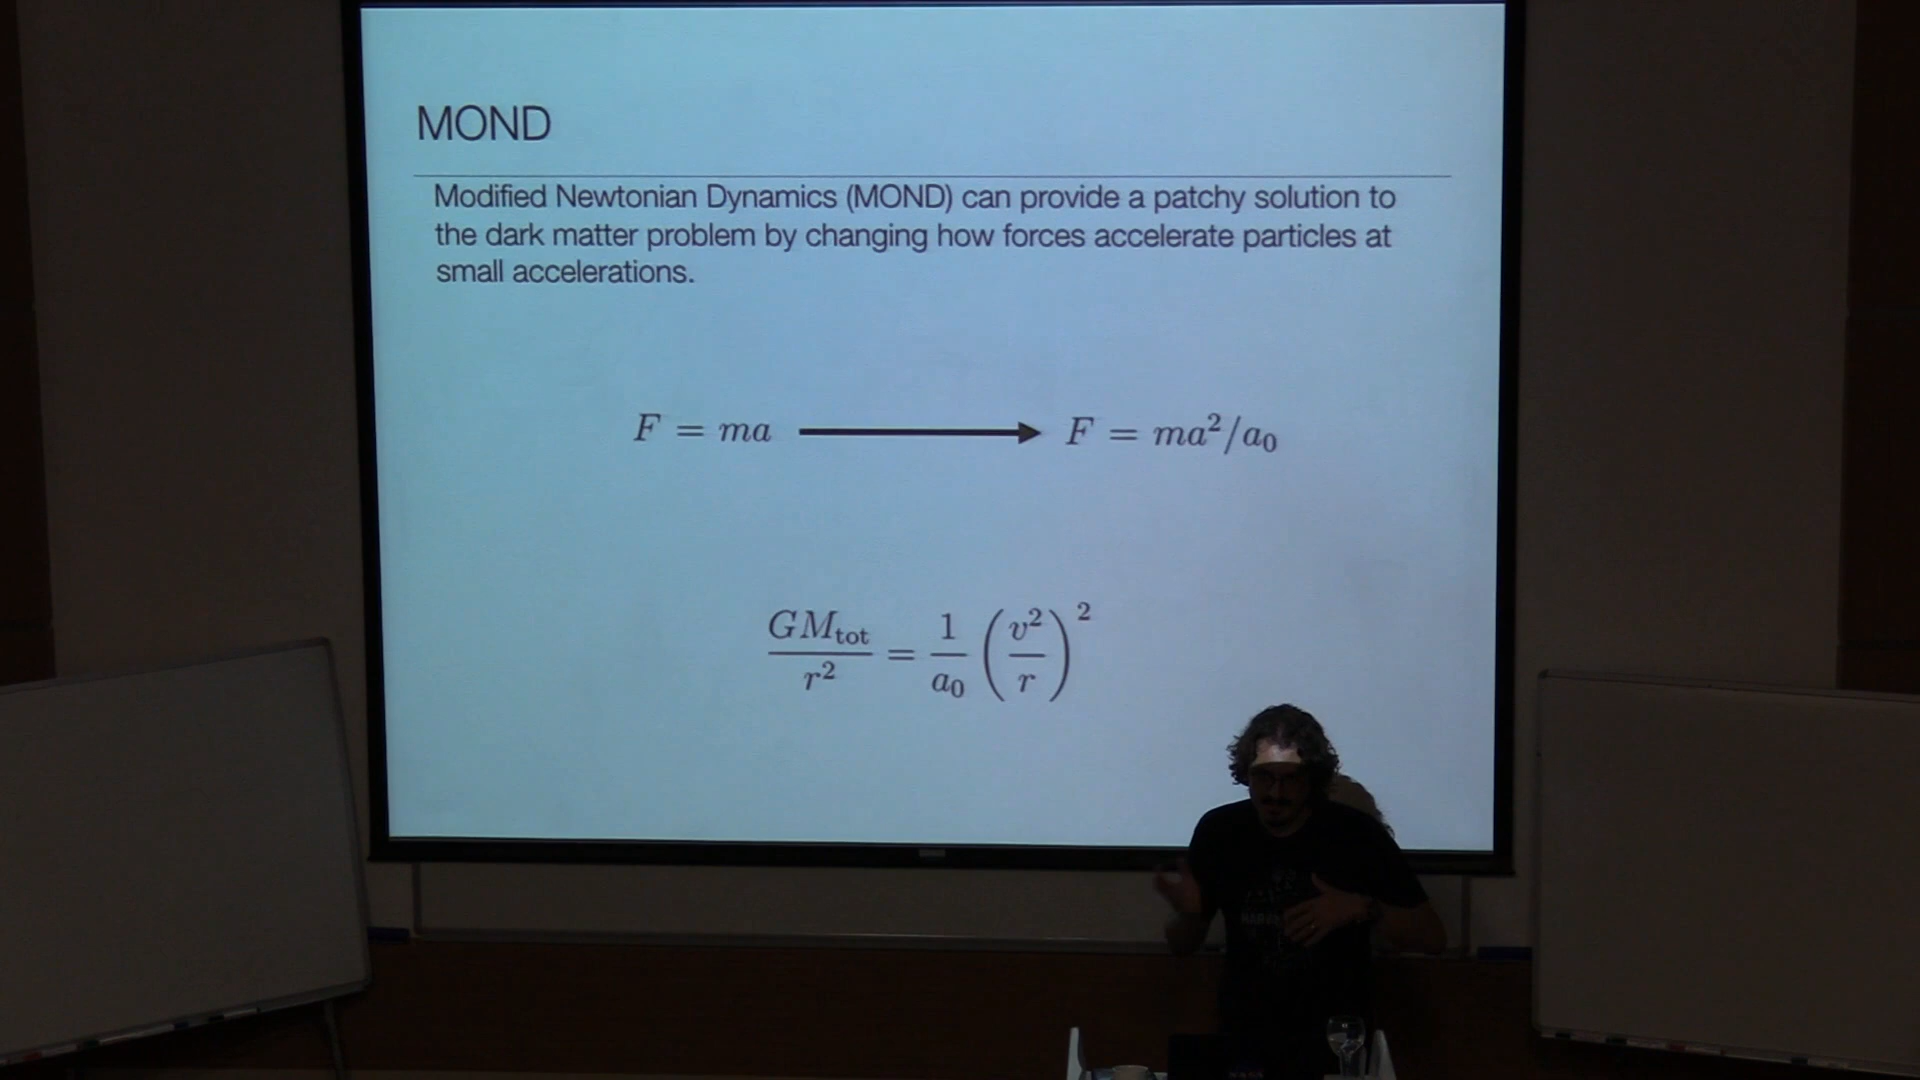 MOND
Modified Newtonian Dynamics (MOND) can provide a patchy solution to
the dark matter problem by changing how forces accelerate particles at
small accelerations.
F = ma → F = ma²/a₀
GM_tot / r² = 1/a₀ (v²/r)²